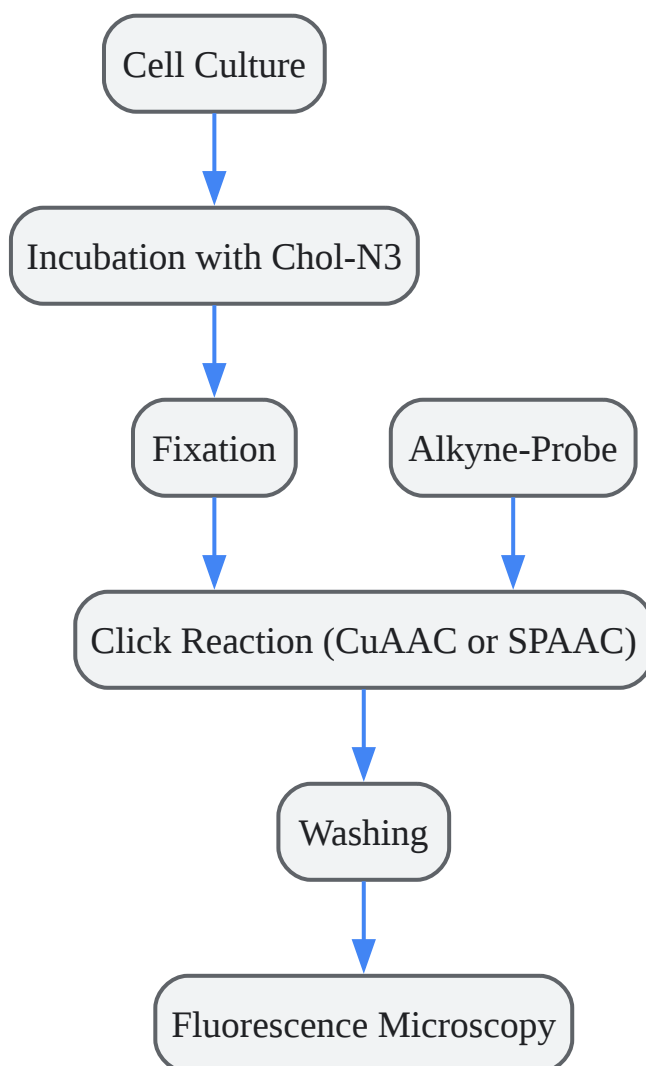 Cell Culture
Incubation with Chol-N3
Fixation
Alkyne-Probe
Click Reaction (CuAAC or SPAAC)
Washing
Fluorescence Microscopy